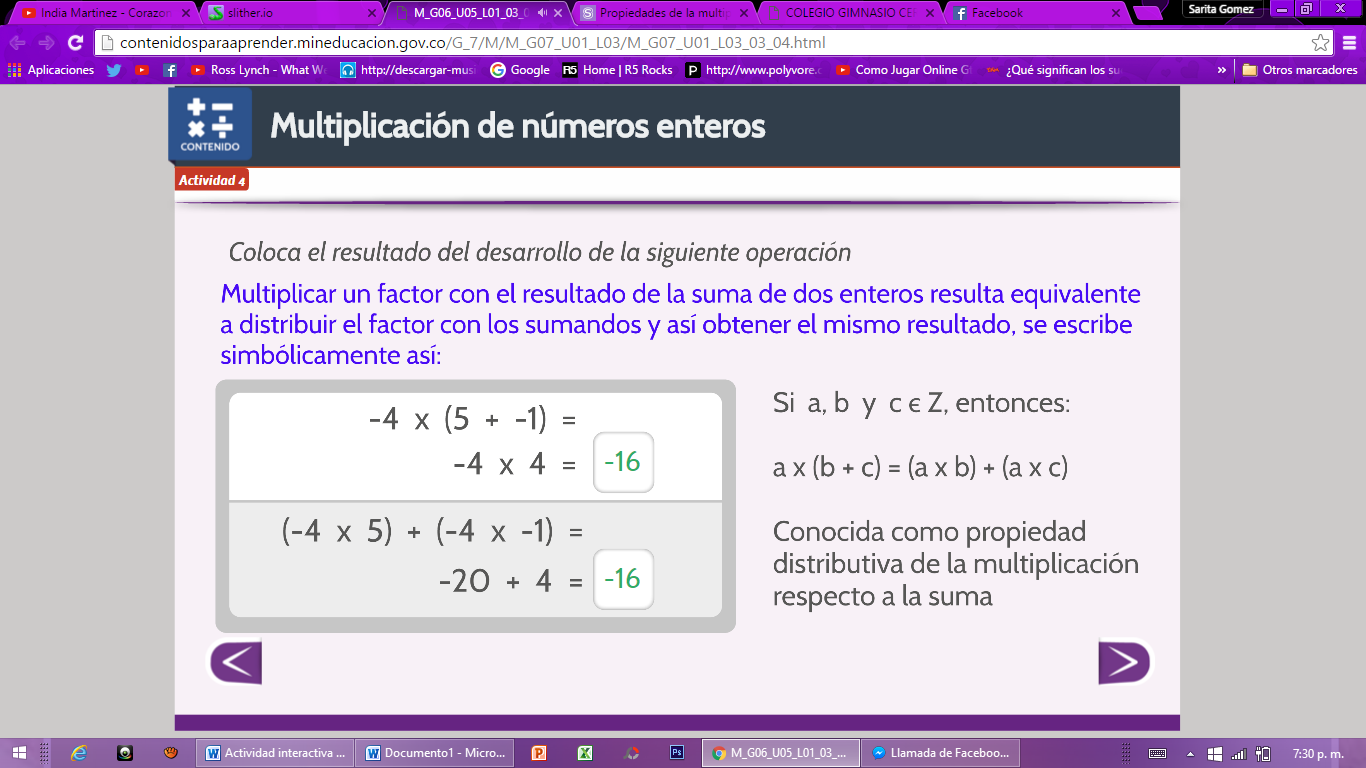 India Martinez - Corazon
slither.io
M_G06_U05_L01_03_0
Propiedades de la multip
COLEGIO GIMNASIO CE
Facebook
Sarita Gomez
contenidosparaaprender.mineducacion.gov.co/G_7/M/M_G07_U01_L03/M_G07_U01_L03_03_04.html
Aplicaciones
Ross Lynch - What W
http://descargar-mus
Google
R5 Home | R5 Rocks
P http://www.polyvore.c
Como Jugar Online G
¿Qué significan los su
» Otros marcadores
CONTENIDO
Multiplicación de números enteros
Actividad 4
Coloca el resultado del desarrollo de la siguiente operación
Multiplicar un factor con el resultado de la suma de dos enteros resulta equivalente
a distribuir el factor con los sumandos y así obtener el mismo resultado, se escribe
simbólicamente así:
-4 x (5 + -1) =
-4 x 4 = -16
(-4 x 5) + (-4 x -1) =
-20 + 4 = -16
Si a, b y c ϵ Z, entonces:
a x (b + c) = (a x b) + (a x c)
Conocida como propiedad
distributiva de la multiplicación
respecto a la suma
Actividad interactiva ...
Documento1 - Micro...
M_G06_U05_L01_03_...
Llamada de Faceboo...
7:30 p. m.